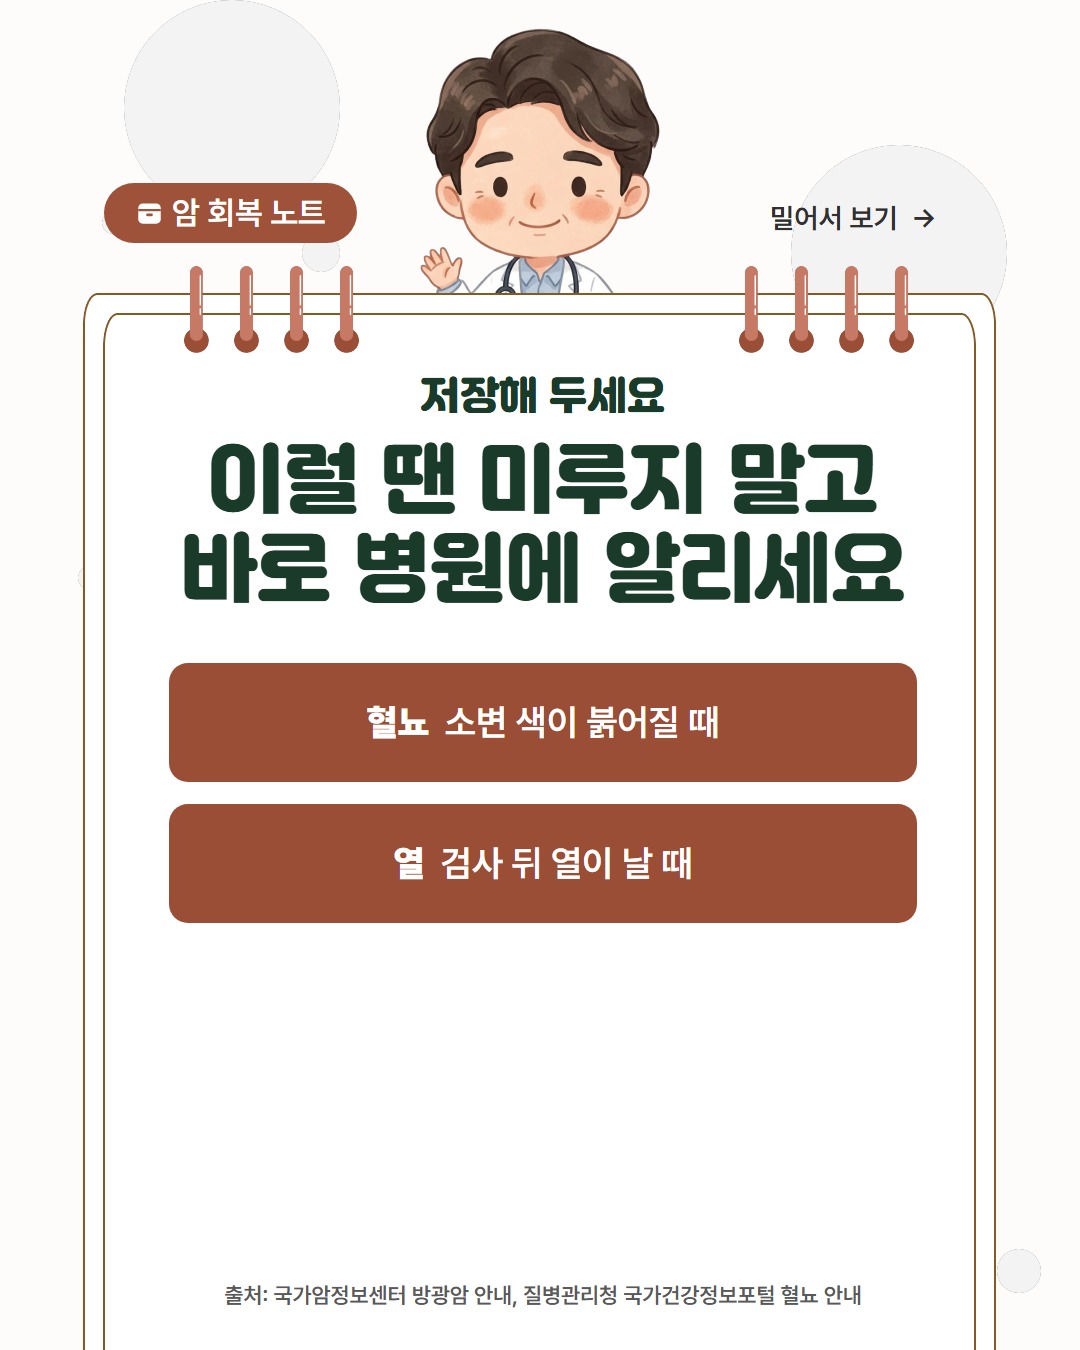 암 회복 노트
밀어서 보기 →
저장해 두세요
이럴 땐 미루지 말고
바로 병원에 알리세요
혈뇨 소변 색이 붉어질 때
열 검사 뒤 열이 날 때
출처: 국가암정보센터 방광암 안내, 질병관리청 국가건강정보포털 혈뇨 안내